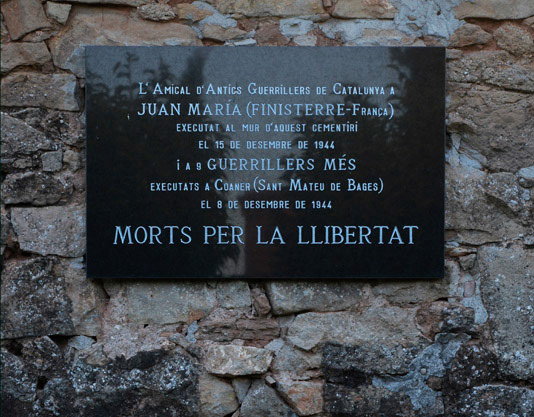 L'AMICAL D'ANTICS GUERRILLERS DE CATALUNYA A
JUAN MARÍA (FINISTERRE-FRANÇA)
EXECUTAT AL MUR D'AQUEST CEMENTIRI
EL 15 DE DESEMBRE DE 1944
I A 9 GUERRILLERS MÉS
EXECUTATS A COANER (SANT MATEU DE BAGES)
EL 8 DE DESEMBRE DE 1944
MORTS PER LA LLIBERTAT